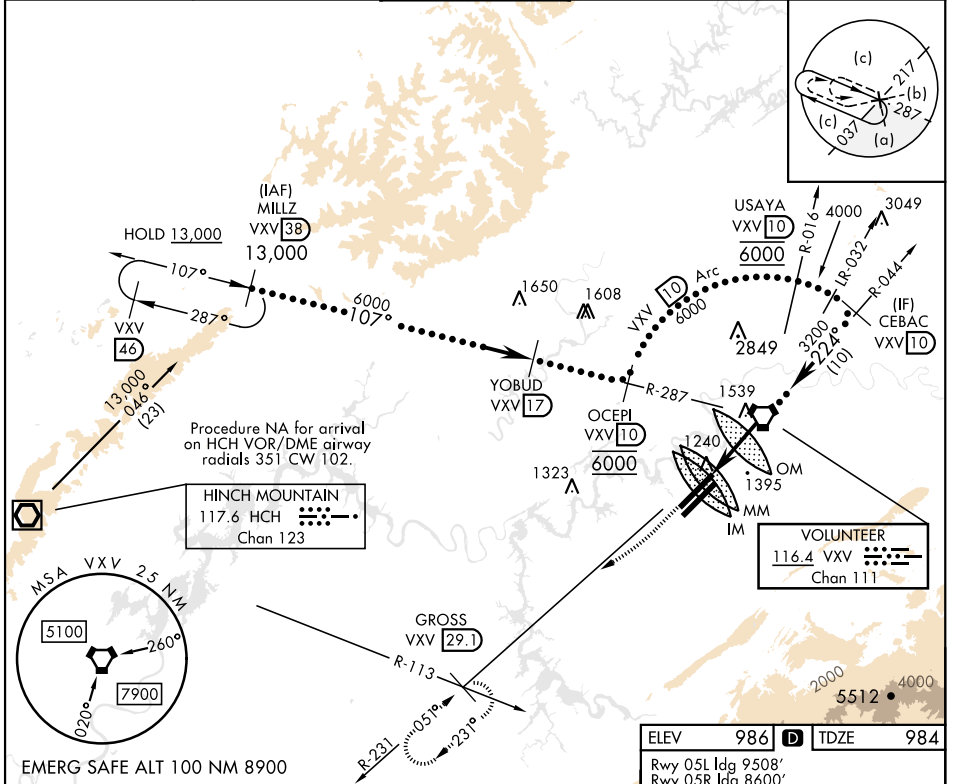 (c)
217
(b)
287
(c)
037
(a)
(IAF)
MILLZ
VXV 38
13,000
HOLD 13,000
107°
287°
VXV
46
6000
107°
1650
1608
VXV 10 Arc
6000
USAYA
VXV 10
6000
R-016
4000
LR-032
3049
R-044
(IF)
CEBAC
VXV 10
3200
224°
(10)
2849
YOBUD
VXV 17
R-287
OCEPI
VXV 10
6000
1539
1240
1395
OM
MM
IM
1323
13,000
046°
(23)
Procedure NA for arrival
on HCH VOR/DME airway
radials 351 CW 102.
HINCH MOUNTAIN
117.6 HCH
Chan 123
VOLUNTEER
116.4 VXV
Chan 111
MSA VXV 25 NM
5100
260°
7900
020°
GROSS
VXV 29.1
R-113
R-231
051°
231°
2000
4000
5512
EMERG SAFE ALT 100 NM 8900
ELEV 986 D TDZE 984
Rwy 05L ldg 9508'
Rwy 05R ldg 8600'